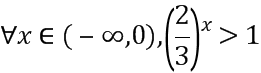 ∀x ∈ ( − ∞,0),(2/3)^x > 1